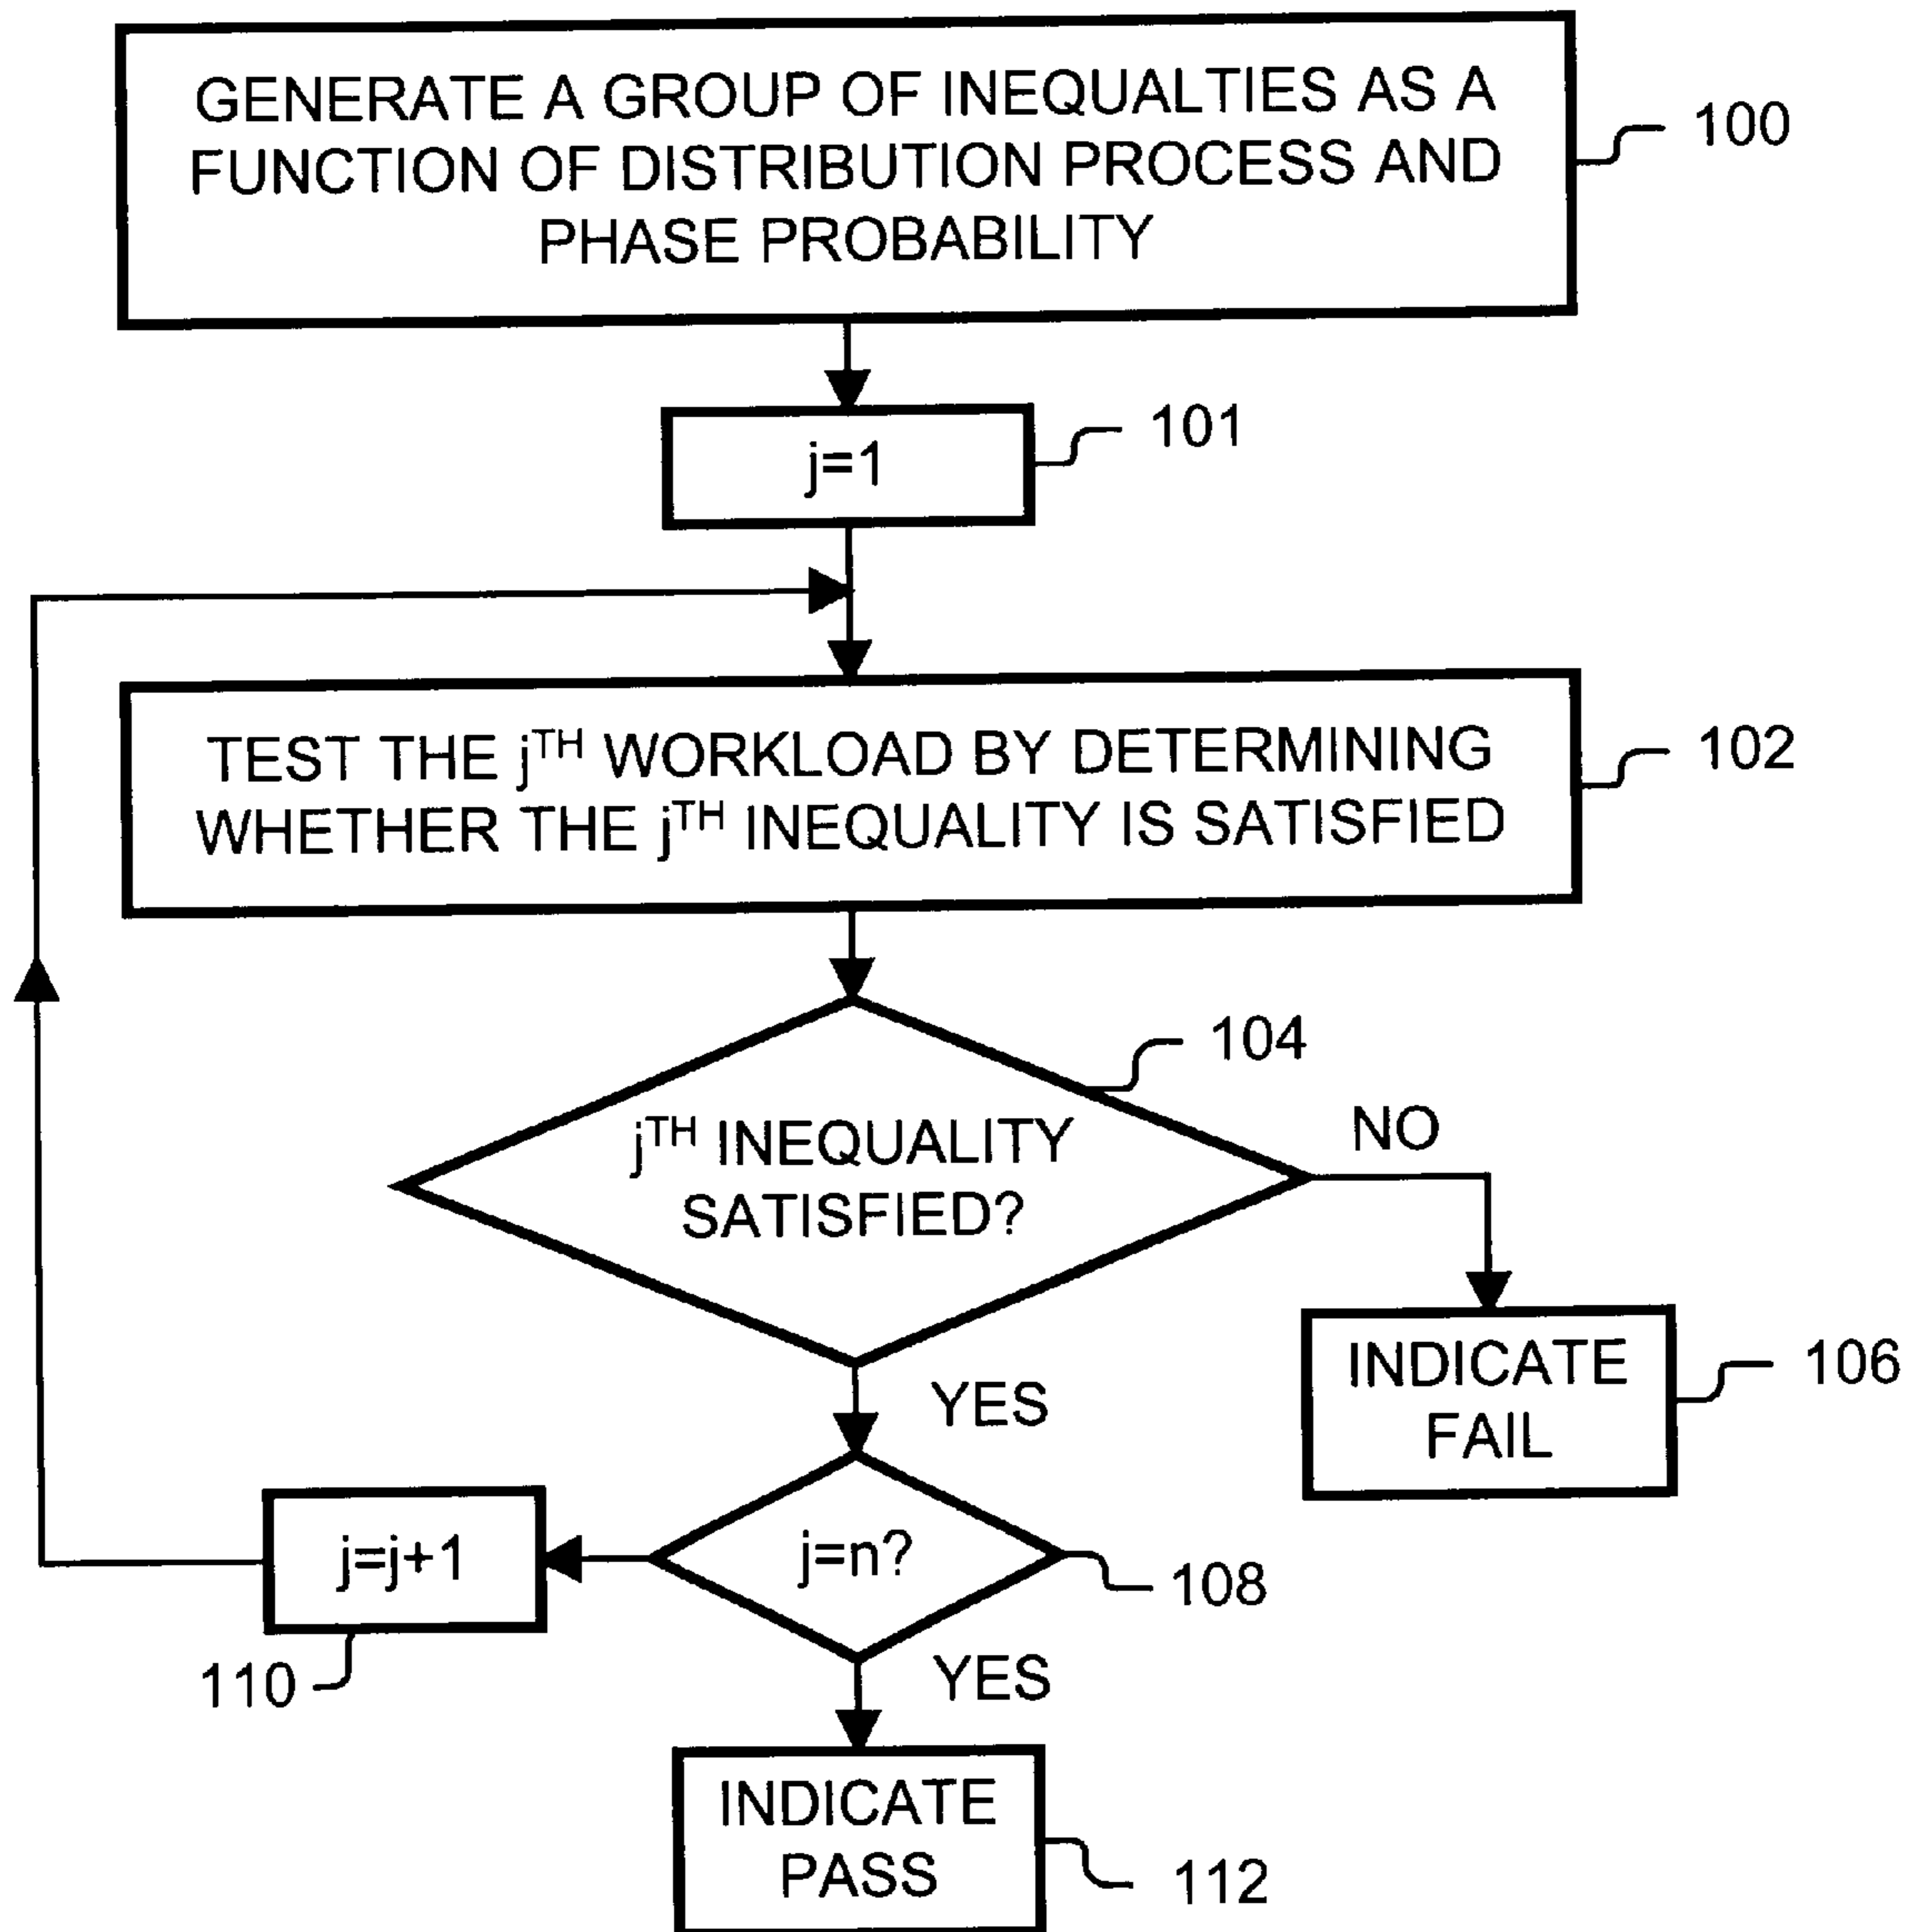 GENERATE A GROUP OF INEQUALTIES AS A
FUNCTION OF DISTRIBUTION PROCESS AND
PHASE PROBABILITY
100
j=1
101
TEST THE jTH WORKLOAD BY DETERMINING
WHETHER THE jTH INEQUALITY IS SATISFIED
102
104
jTH INEQUALITY
SATISFIED?
NO
INDICATE
FAIL
106
YES
j=n?
108
j=j+1
110
YES
INDICATE
PASS
112